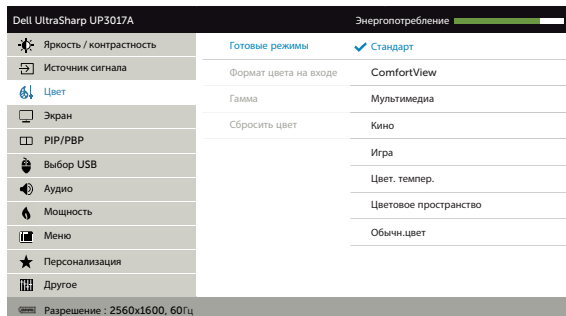 Dell UltraSharp UP3017A
Энергопотребление
Яркость / контрастность
Готовые режимы
Стандарт
Источник сигнала
Формат цвета на входе
ComfortView
Цвет
Гамма
Мультимедиа
Экран
Сбросить цвет
Кино
PIP/PBP
Игра
Выбор USB
Цвет. темпер.
Аудио
Цветовое пространство
Мощность
Обычн.цвет
Меню
Персонализация
Другое
Разрешение : 2560x1600, 60Гц